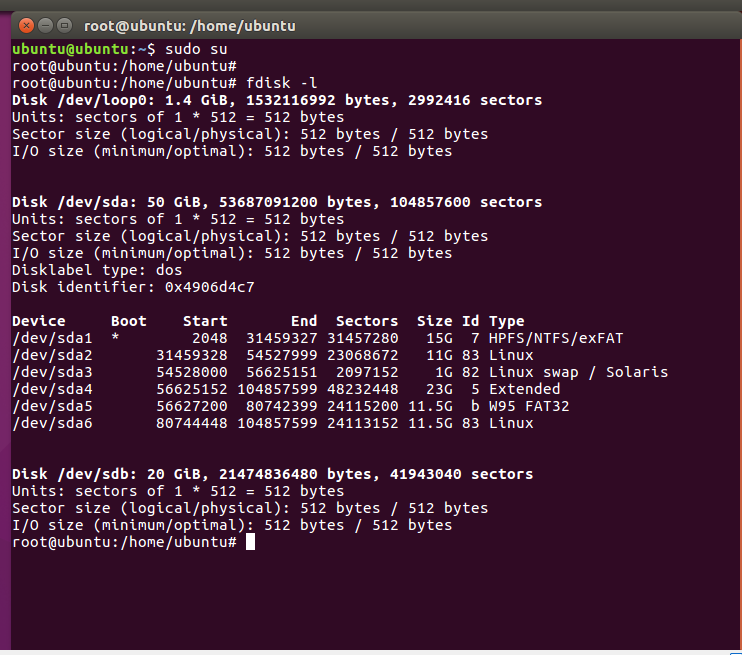 root@ubuntu: /home/ubuntu
ubuntu@ubuntu:~$ sudo su
root@ubuntu:/home/ubuntu#
root@ubuntu:/home/ubuntu# fdisk -l
Disk /dev/loop0: 1.4 GiB, 1532116992 bytes, 2992416 sectors
Units: sectors of 1 * 512 = 512 bytes
Sector size (logical/physical): 512 bytes / 512 bytes
I/O size (minimum/optimal): 512 bytes / 512 bytes
Disk /dev/sda: 50 GiB, 53687091200 bytes, 104857600 sectors
Units: sectors of 1 * 512 = 512 bytes
Sector size (logical/physical): 512 bytes / 512 bytes
I/O size (minimum/optimal): 512 bytes / 512 bytes
Disklabel type: dos
Disk identifier: 0x4906d4c7
Device     Boot    Start       End  Sectors  Size Id Type
/dev/sda1  *        2048  31459327 31457280   15G  7 HPFS/NTFS/exFAT
/dev/sda2       31459328  54527999 23068672   11G 83 Linux
/dev/sda3       54528000  56625151  2097152    1G 82 Linux swap / Solaris
/dev/sda4       56625152 104857599 48232448   23G  5 Extended
/dev/sda5       56627200  80742399 24115200 11.5G  b W95 FAT32
/dev/sda6       80744448 104857599 24113152 11.5G 83 Linux
Disk /dev/sdb: 20 GiB, 21474836480 bytes, 41943040 sectors
Units: sectors of 1 * 512 = 512 bytes
Sector size (logical/physical): 512 bytes / 512 bytes
I/O size (minimum/optimal): 512 bytes / 512 bytes
root@ubuntu:/home/ubuntu#